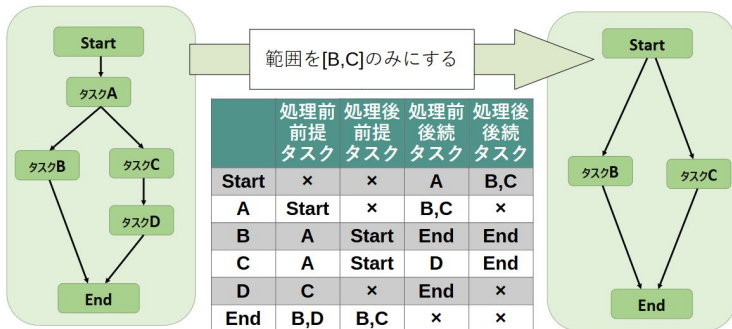 Start
タスクA
タスクB
タスクC
タスクD
End
範囲を[B,C]のみにする
処理前 処理後 処理前 処理後
前提 前提 後続 後続
タスク タスク タスク タスク
Start × × A B,C
A Start × B,C ×
B A Start End End
C A Start D End
D C × End ×
End B,D B,C × ×
Start
タスクB
タスクC
End